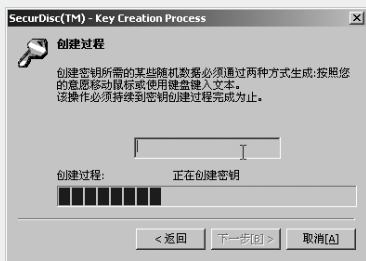 SecurDisc(TM) - Key Creation Process
创建过程
创建密钥所需的某些随机数据必须通过两种方式生成:按照您
的意愿移动鼠标或使用键盘键入文本。
该操作必须持续到密钥创建过程完成为止。
创建过程: 正在创建密钥
<返回 下一步[B] > 取消[A]